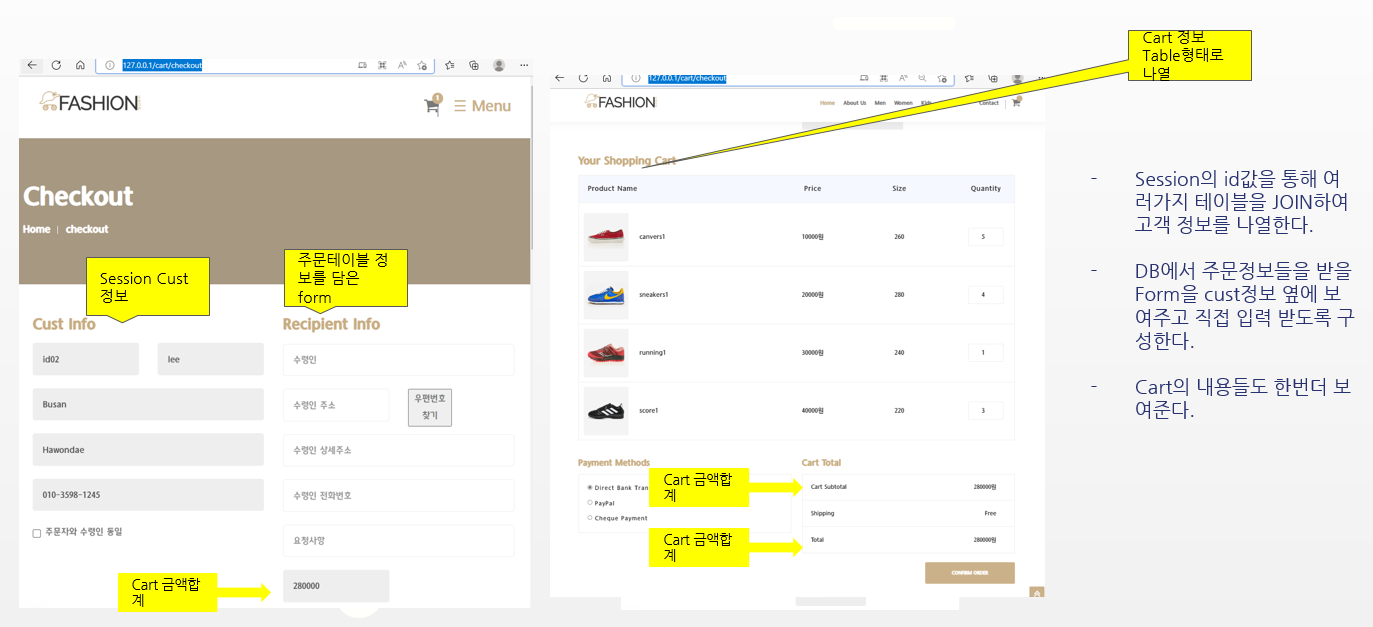 127.0.0.1/cart/checkout
FASHION
1
Menu
Checkout
Home | checkout
Session Cust
정보
주문테이블 정
보를 담은
form
Cust Info
Recipient Info
id02
lee
수령인
Busan
수령인 주소
우편번호
찾기
Hawondae
수령인 상세주소
010-3598-1245
수령인 전화번호
주문자와 수령인 동일
요청사앙
Cart 금액합
계
280000
Cart 정보
Table형태로
나열
127.0.0.1/cart/checkout
FASHION
Home About Us Men Women Kids Contact
Your Shopping Cart
Product Name Price Size Quantity
canvers1 10000원 260 5
sneakers1 20000원 280 4
running1 30000원 240 1
score1 40000원 220 3
Payment Methods
Direct Bank Tran
PayPal
Cheque Payment
Cart 금액합
계
Cart 금액합
계
Cart Total
Cart Subtotal 280000원
Shipping Free
Total 280000원
CONFIRM ORDER
- Session의 id값을 통해 여
러가지 테이블을 JOIN하여
고객 정보를 나열한다.
- DB에서 주문정보들을 받을
Form을 cust정보 옆에 보
여주고 직접 입력 받도록 구
성한다.
- Cart의 내용들도 한번더 보
여준다.